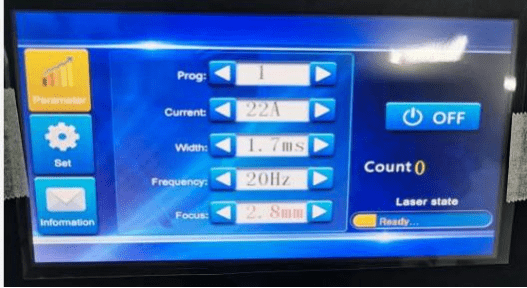 Parameter
Set
Information
Prog: 1
Current: 22A
Width: 1.7ms
Frequency: 20Hz
Focus: 2.8mm
OFF
Count 0
Laser state
Ready...